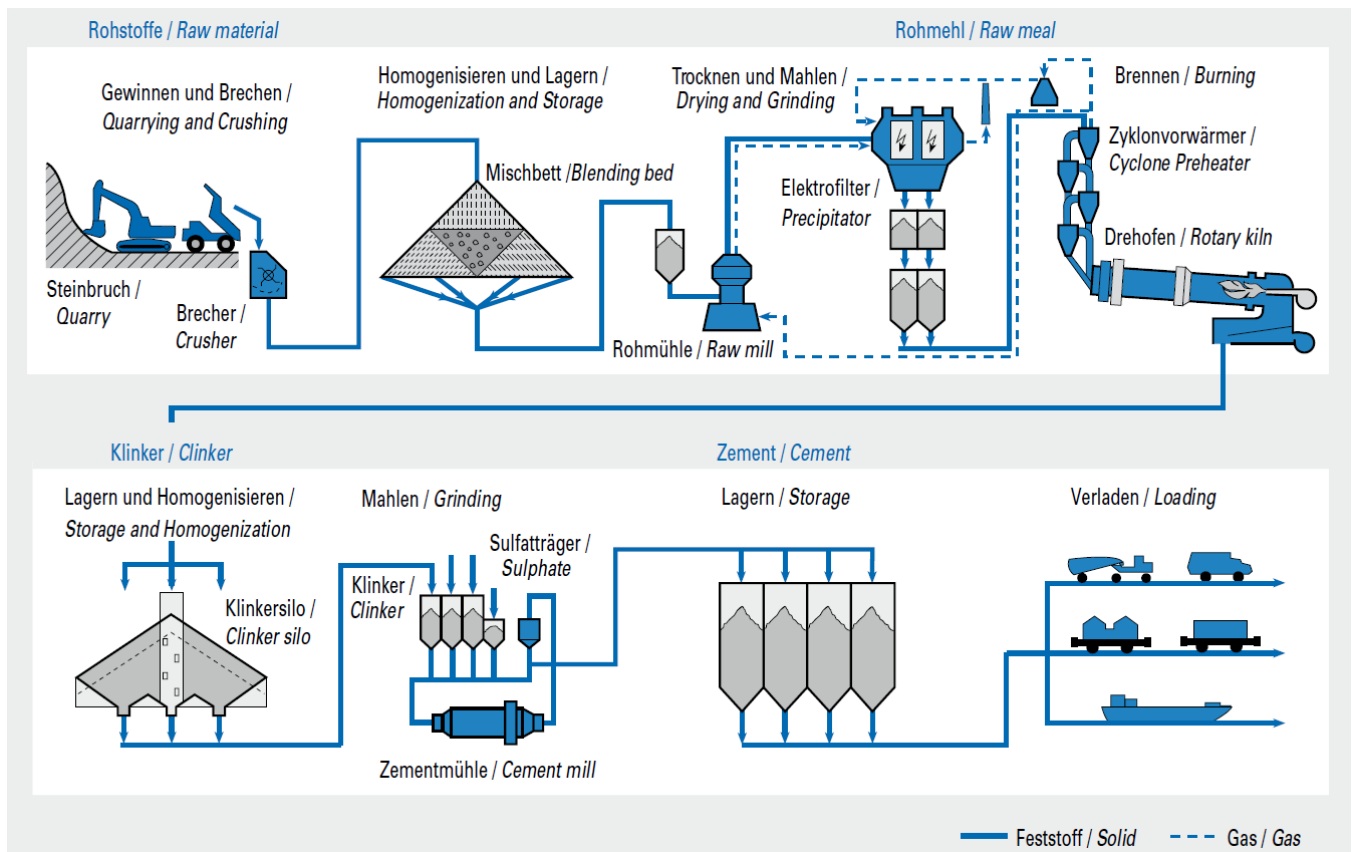 Rohstoffe / Raw material
Rohmehl / Raw meal
Gewinnen und Brechen /
Quarrying and Crushing
Homogenisieren und Lagern /
Homogenization and Storage
Trocknen und Mahlen /
Drying and Grinding
Brennen / Burning
Zyklonvorwärmer /
Cyclone Preheater
Mischbett /Blending bed
Elektrofilter /
Precipitator
Drehofen / Rotary kiln
Steinbruch /
Quarry
Brecher /
Crusher
Rohmühle / Raw mill
Klinker / Clinker
Zement / Cement
Lagern und Homogenisieren /
Storage and Homogenization
Mahlen / Grinding
Lagern / Storage
Verladen / Loading
Sulfatträger /
Sulphate
Klinker /
Clinker
Klinkersilo /
Clinker silo
Zementmühle / Cement mill
Feststoff / Solid
Gas / Gas